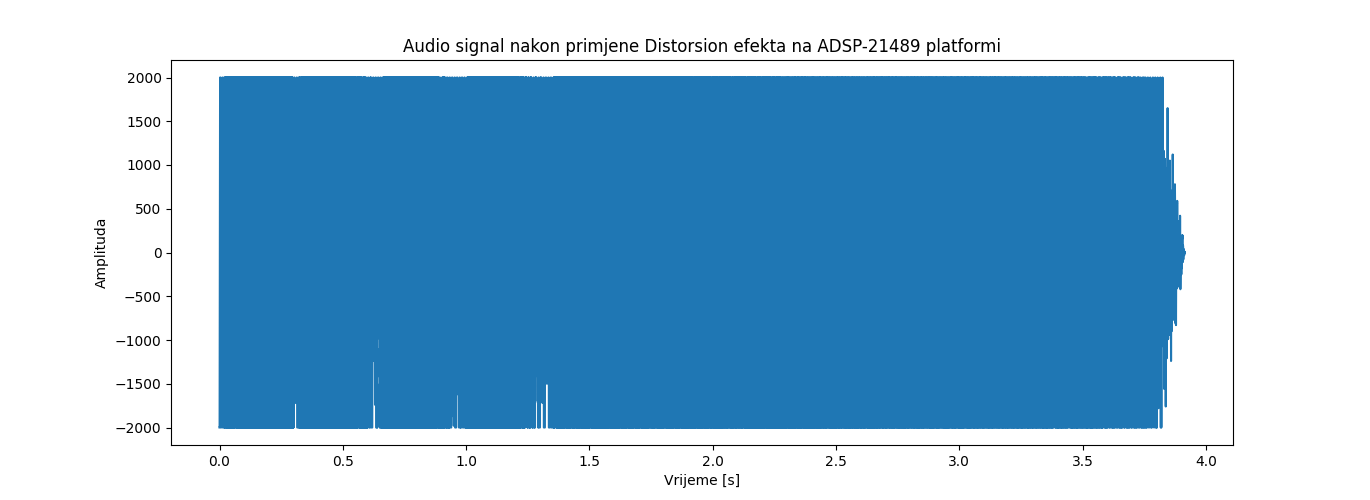 Audio signal nakon primjene Distorsion efekta na ADSP-21489 platformi
2000
1500
1000
500
0
−500
−1000
−1500
−2000
Amplituda
0.0 0.5 1.0 1.5 2.0 2.5 3.0 3.5 4.0
Vrijeme [s]